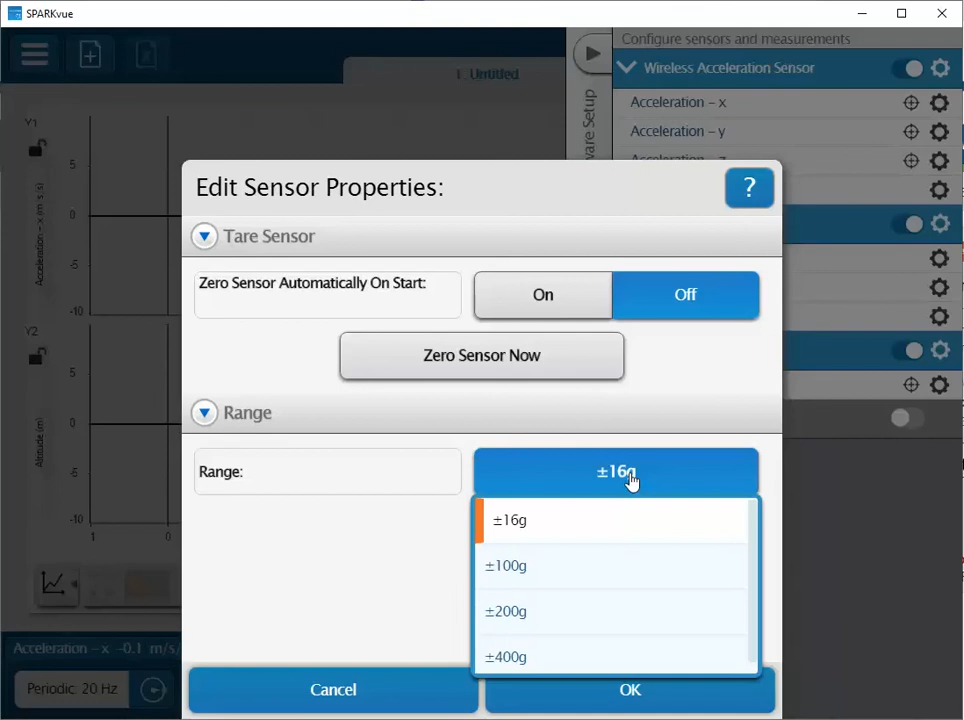 SPARKvue
Configure sensors and measurements
1. Untitled
Wireless Acceleration Sensor
Acceleration – x
Acceleration – y
Y1
5
0
-5
-10
Acceleration – x (m/s/s)
Edit Sensor Properties:
?
Tare Sensor
Zero Sensor Automatically On Start:
On
Off
Zero Sensor Now
Range
Range:
±16g
±16g
±100g
±200g
±400g
Cancel
OK
Y2
5
0
-5
-10
Altitude (m)
1
0
Acceleration – x -0.1 m/s/
Periodic: 20 Hz